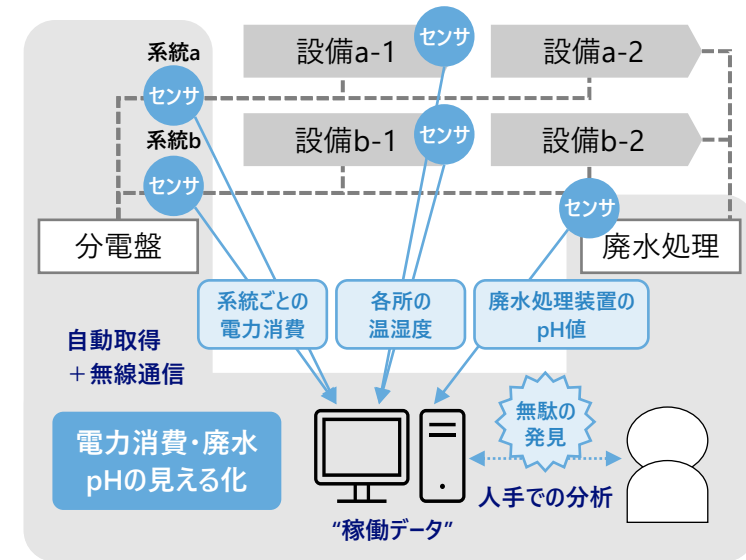 系統a
センサ
設備a-1
センサ
設備a-2
系統b
センサ
設備b-1
センサ
設備b-2
センサ
分電盤
廃水処理
系統ごとの
電力消費
各所の
温湿度
廃水処理装置の
pH値
自動取得
＋無線通信
電力消費・廃水
pHの見える化
無駄の
発見
人手での分析
“稼働データ”